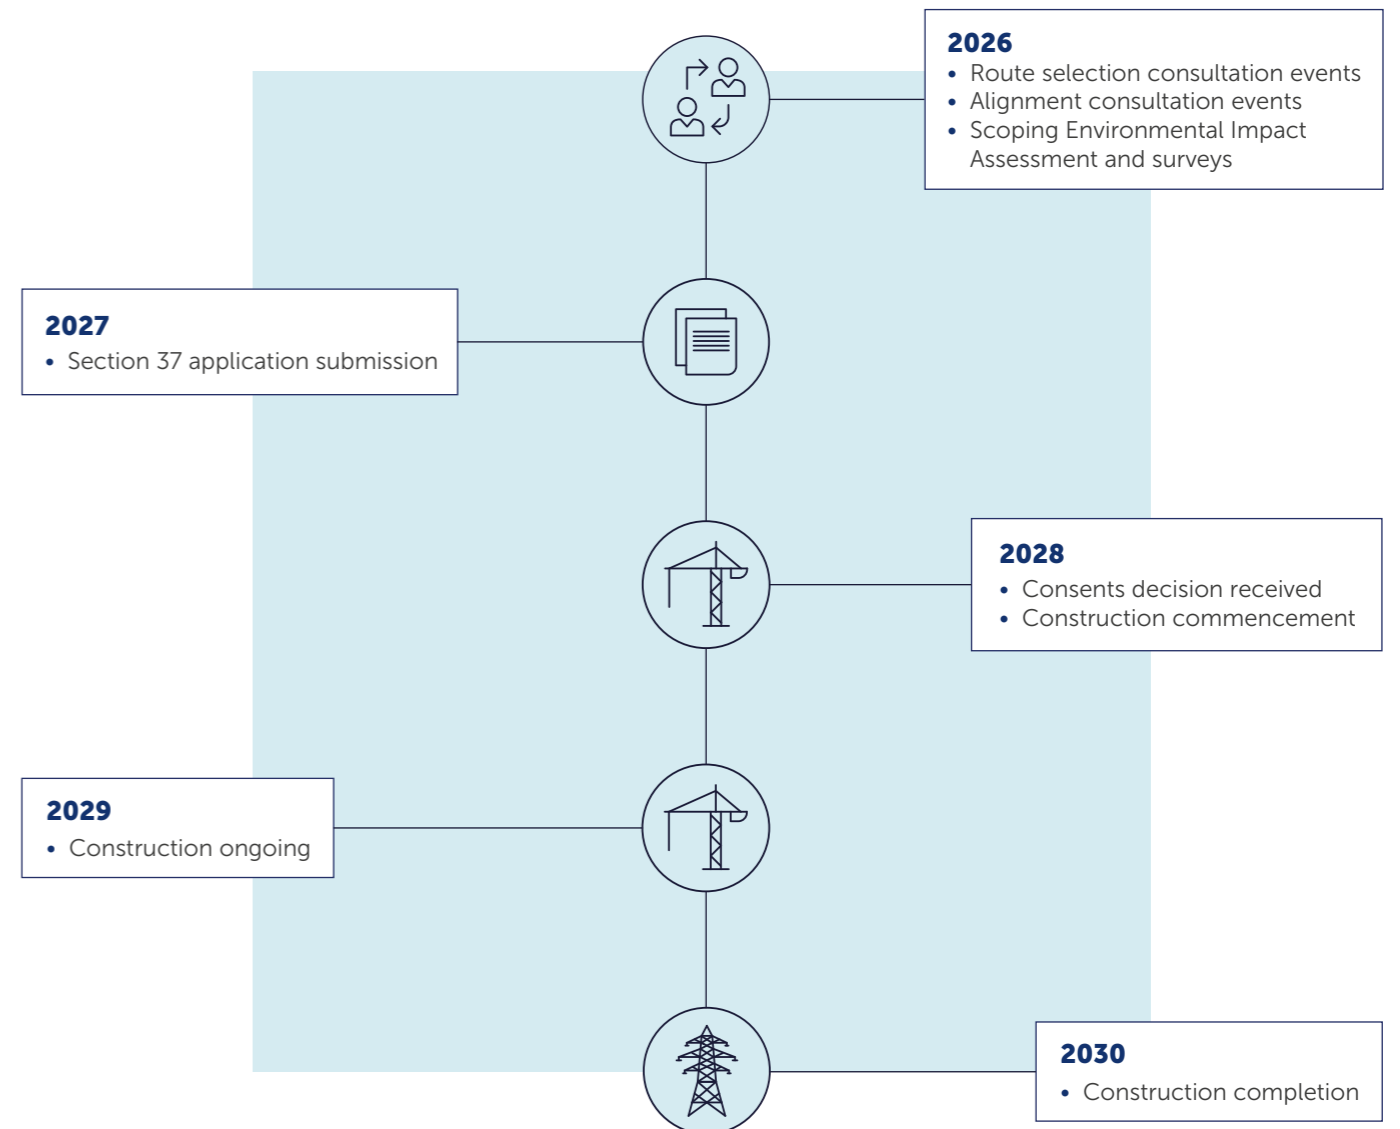 2026
• Route selection consultation events
• Alignment consultation events
• Scoping Environmental Impact
Assessment and surveys
2027
• Section 37 application submission
2028
• Consents decision received
• Construction commencement
2029
• Construction ongoing
2030
• Construction completion